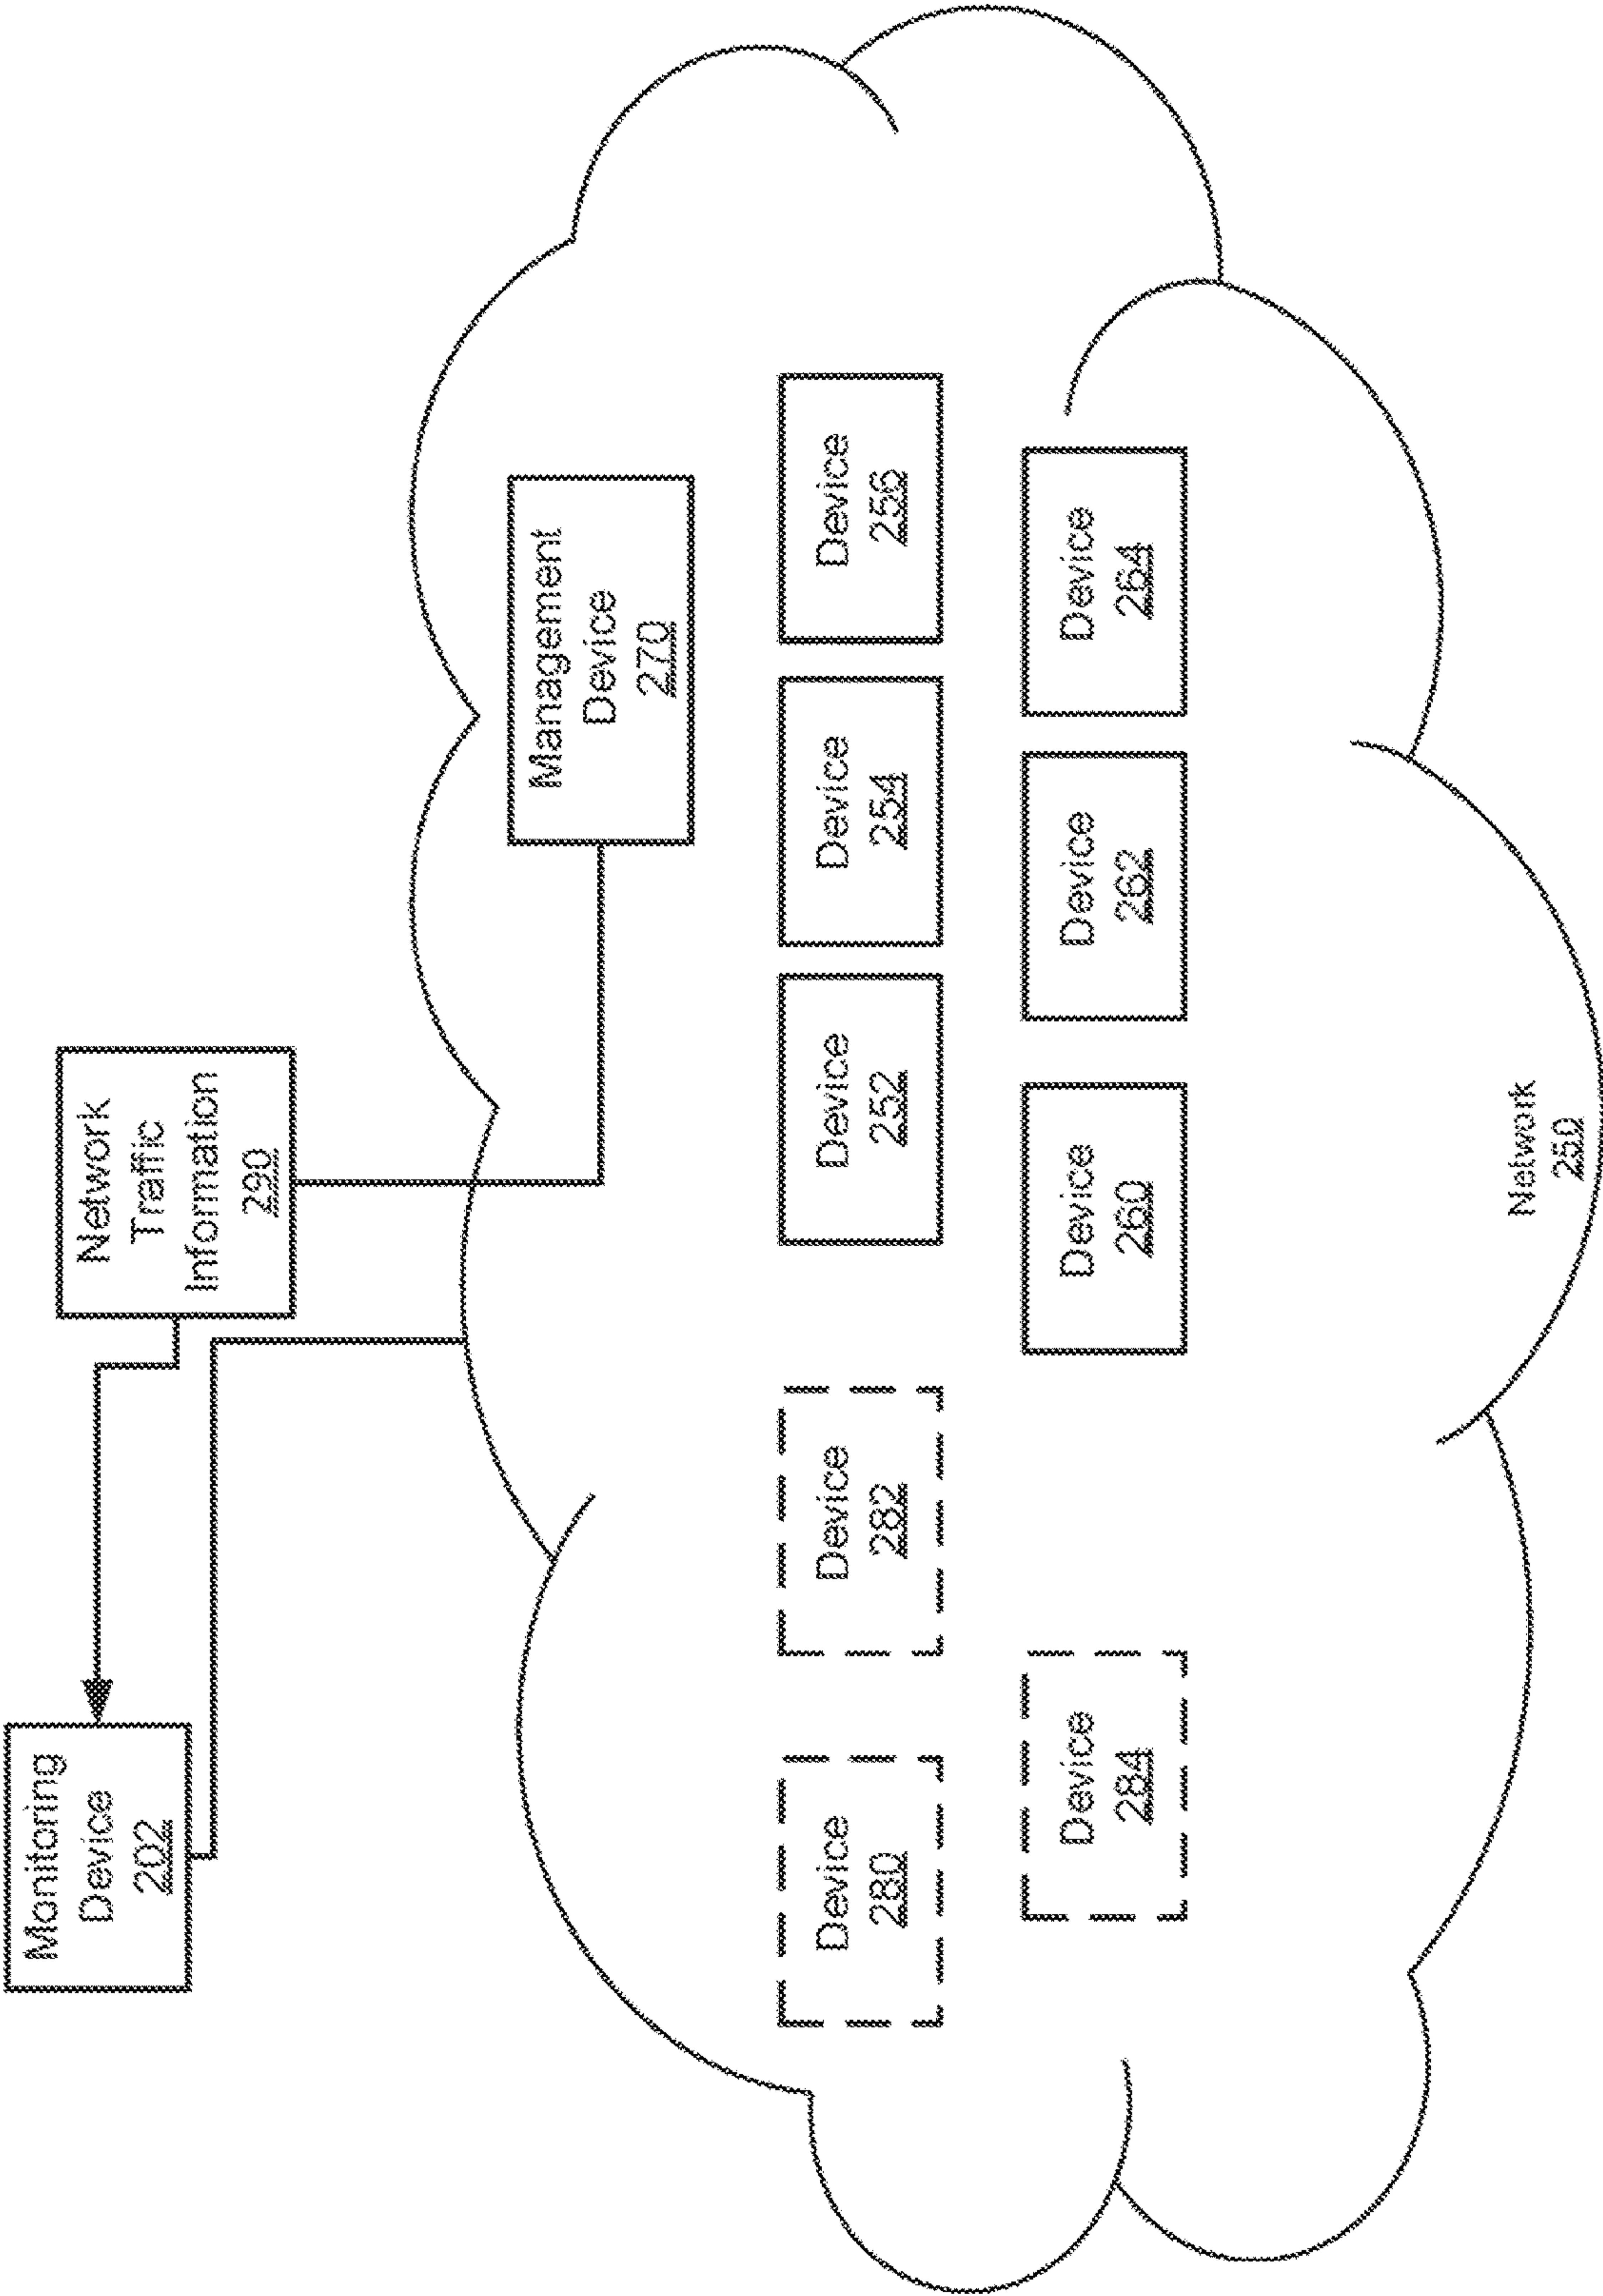 Monitoring
Device
202
Network
Traffic
Information
290
Management
Device
270
Device
280
Device
282
Device
252
Device
254
Device
256
Device
284
Device
260
Device
262
Device
264
Network
250